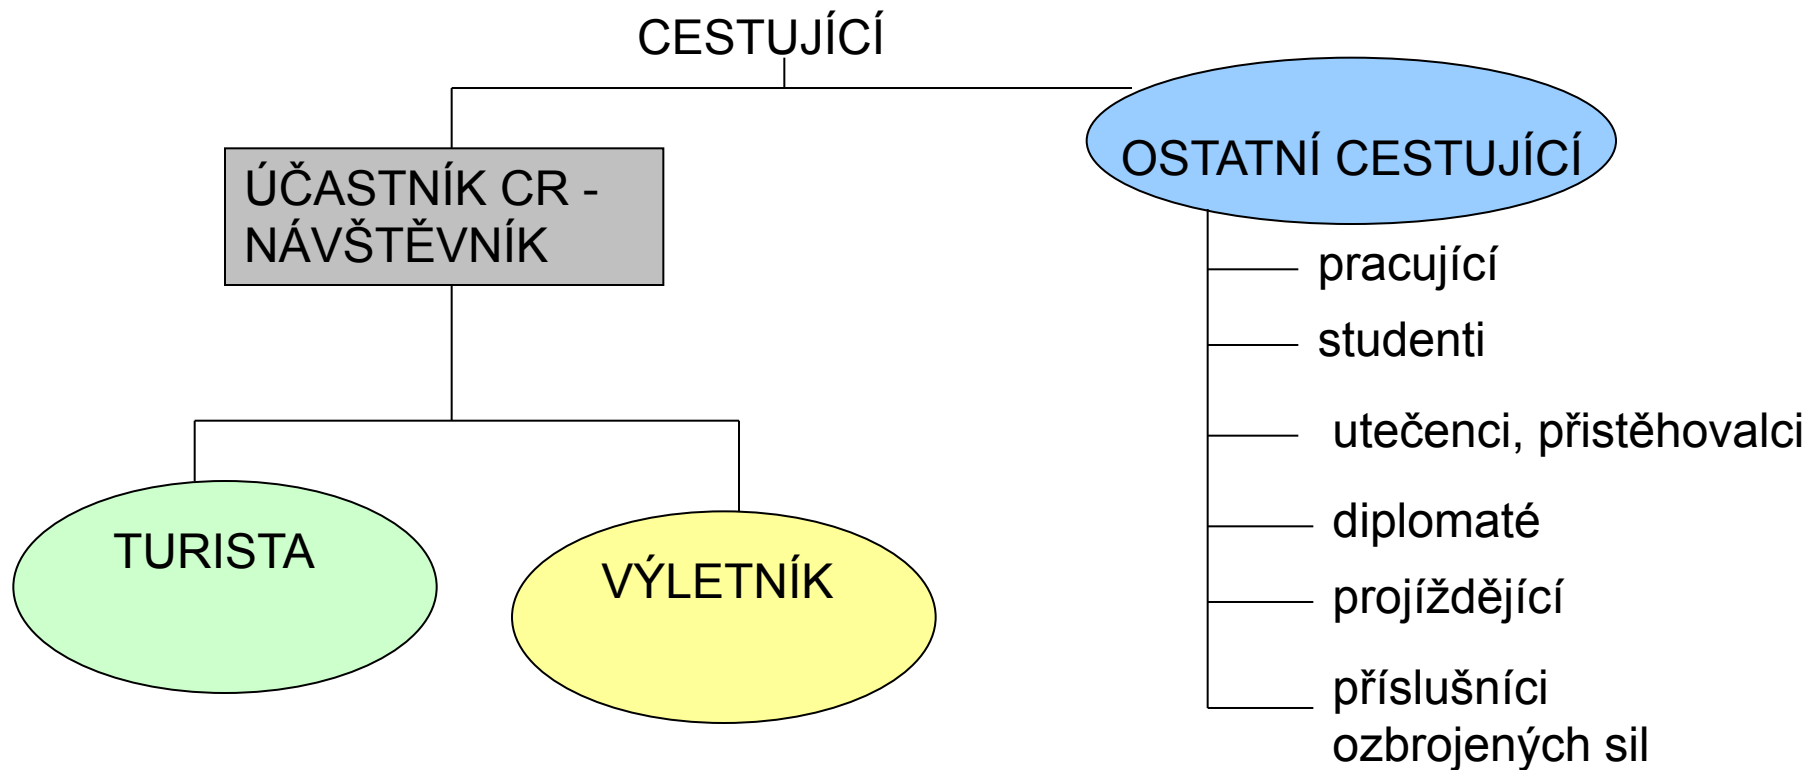 CESTUJÍCÍ
ÚČASTNÍK CR -
NÁVŠTĚVNÍK
OSTATNÍ CESTUJÍCÍ
TURISTA
VÝLETNÍK
pracující
studenti
utečenci, přistěhovalci
diplomaté
projíždějící
příslušníci
ozbrojených sil